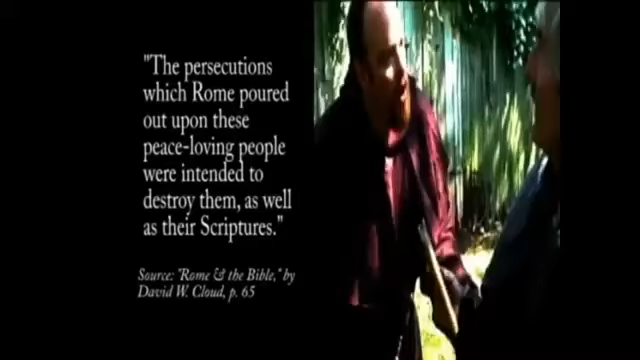 "The persecutions
which Rome poured
out upon these
peace-loving people
were intended to
destroy them, as well
as their Scriptures."
Source: "Rome & the Bible," by
David W. Cloud, p. 65